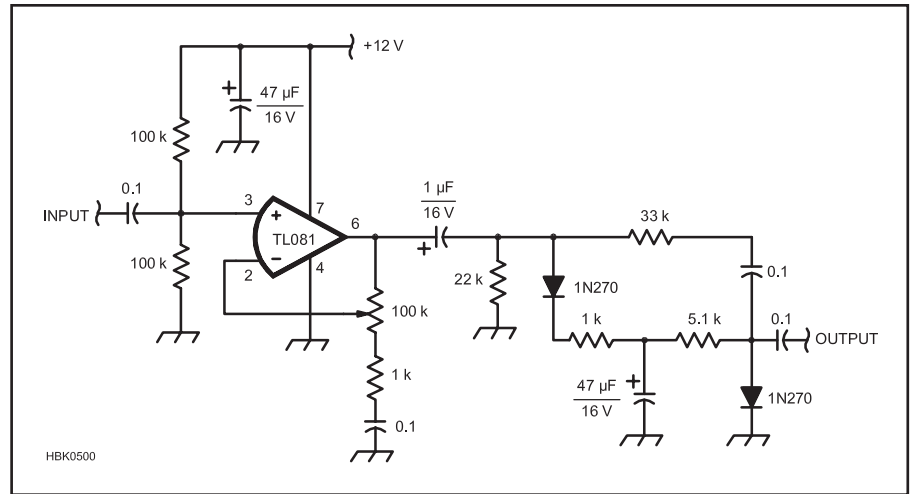 +12 V
47 µF
16 V
100 k
0.1
INPUT
3
7
6
+
TL081
−
2
4
100 k
100 k
1 k
0.1
1 µF
16 V
22 k
33 k
1N270
0.1
1 k
5.1 k
0.1
OUTPUT
47 µF
16 V
1N270
HBK0500